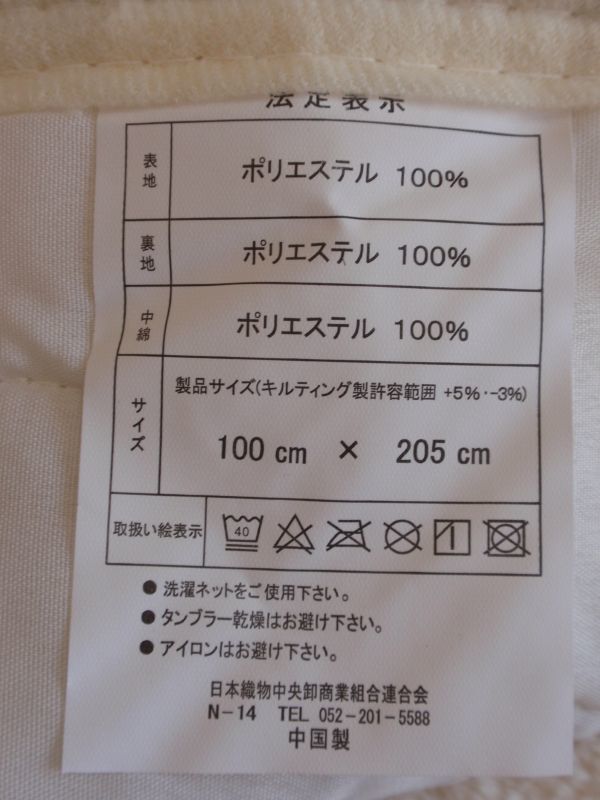 法定表示
表地 ポリエステル 100%
裏地 ポリエステル 100%
中綿 ポリエステル 100%
サイズ 製品サイズ(キルティング製許容範囲 +5%・-3%)
100 cm × 205 cm
取扱い絵表示 40
● 洗濯ネットをご使用下さい。
● タンブラー乾燥はお避け下さい。
● アイロンはお避け下さい。
日本織物中央卸商業組合連合会
N-14 TEL 052-201-5588
中国製